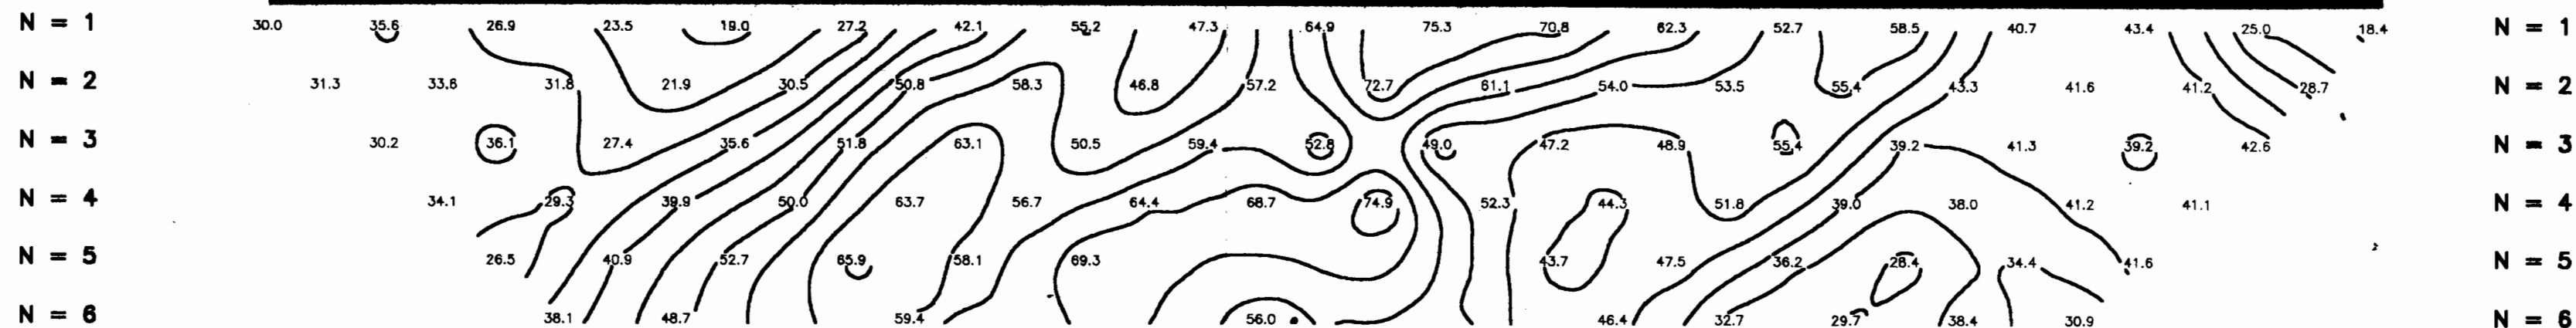 N = 1 30.0 35.6 26.9 23.5 19.0 27.2 42.1 55.2 47.3 64.9 75.3 70.8 62.3 52.7 58.5 40.7 43.4 25.0 18.4 N = 1
N = 2 31.3 33.6 31.8 21.9 30.5 50.8 58.3 46.8 57.2 72.7 61.1 54.0 53.5 55.4 43.3 41.6 41.2 28.7 N = 2
N = 3 30.2 36.1 27.4 35.6 51.8 63.1 50.5 59.4 52.8 49.0 47.2 48.9 55.4 39.2 41.3 39.2 42.6 N = 3
N = 4 34.1 29.3 39.9 50.0 63.7 56.7 64.4 68.7 74.9 52.3 44.3 51.8 39.0 38.0 41.2 41.1 N = 4
N = 5 26.5 40.9 52.7 65.9 58.1 69.3 43.7 47.5 36.2 28.4 34.4 41.6 N = 5
N = 6 38.1 48.7 59.4 56.0 46.4 32.7 29.7 38.4 30.9 N = 6